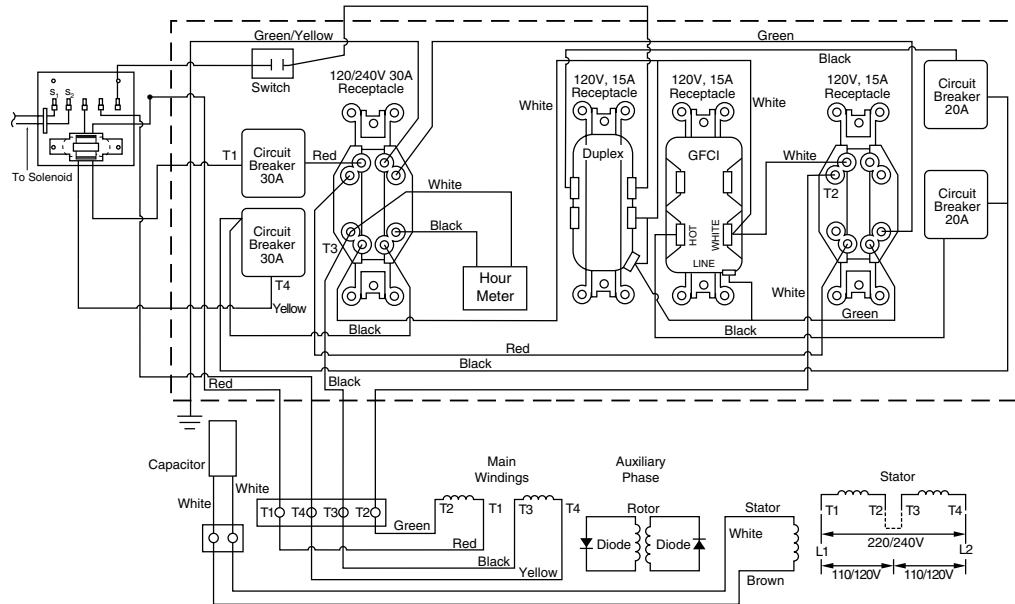 Green/Yellow
Green
Black
Switch
120/240V 30A
Receptacle
120V, 15A
Receptacle
120V, 15A
Receptacle
120V, 15A
Receptacle
Circuit
Breaker
20A
S1
S2
White
White
To Solenoid
T1
Circuit
Breaker
30A
Red
Duplex
GFCI
White
T2
White
Circuit
Breaker
20A
Circuit
Breaker
30A
T3
Black
HOT
WHITE
LINE
T4
Yellow
Hour
Meter
White
Green
Black
Black
Red
Black
Red
Black
Capacitor
White
White
Main
Windings
Auxiliary
Phase
Stator
T1
T4
T3
T2
T2
T1
T3
T4
Green
Red
Black
Yellow
Rotor
Diode
Diode
Stator
White
Brown
T1
T2
T3
T4
220/240V
L1
L2
110/120V
110/120V